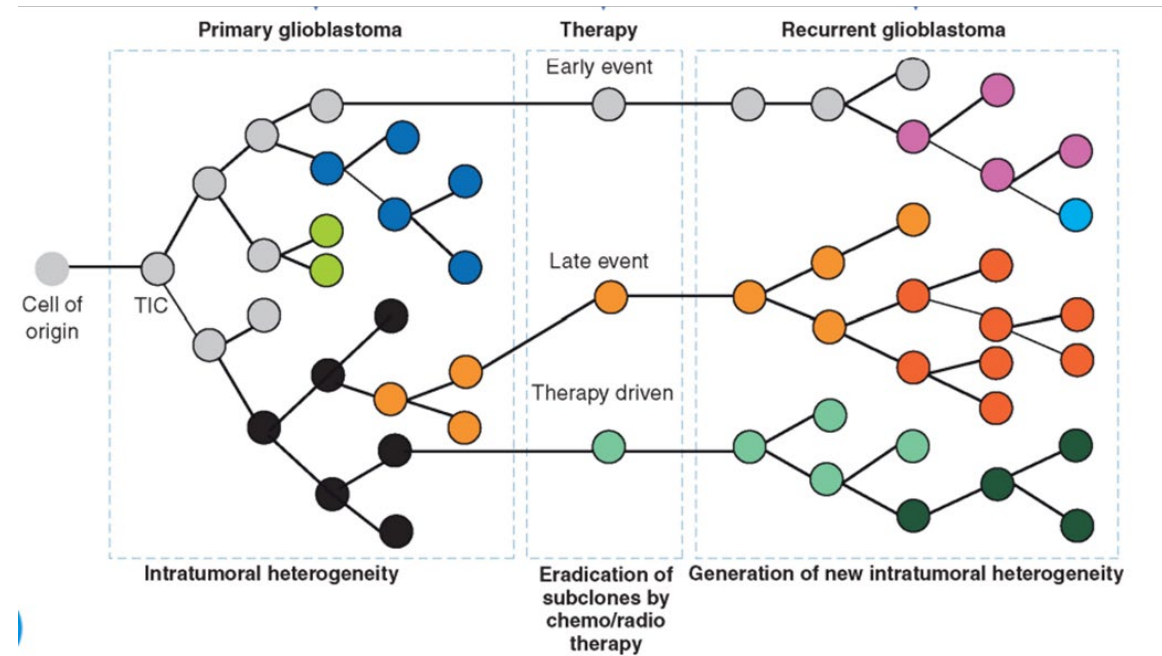 Primary glioblastoma
Therapy
Recurrent glioblastoma
Early event
Late event
Cell of
origin
TIC
Therapy driven
Intratumoral heterogeneity
Eradication of
subclones by
chemo/radio
therapy
Generation of new intratumoral heterogeneity